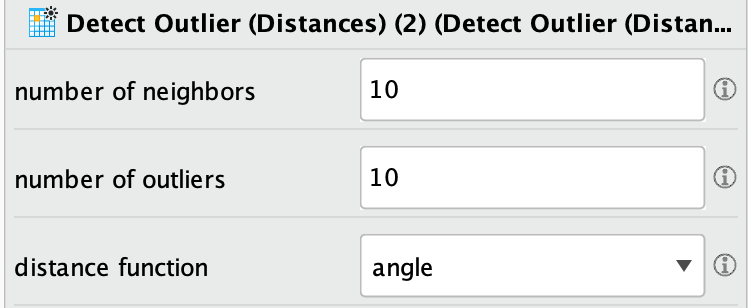 Detect Outlier (Distances) (2) (Detect Outlier (Distan...
number of neighbors 10
number of outliers 10
distance function angle